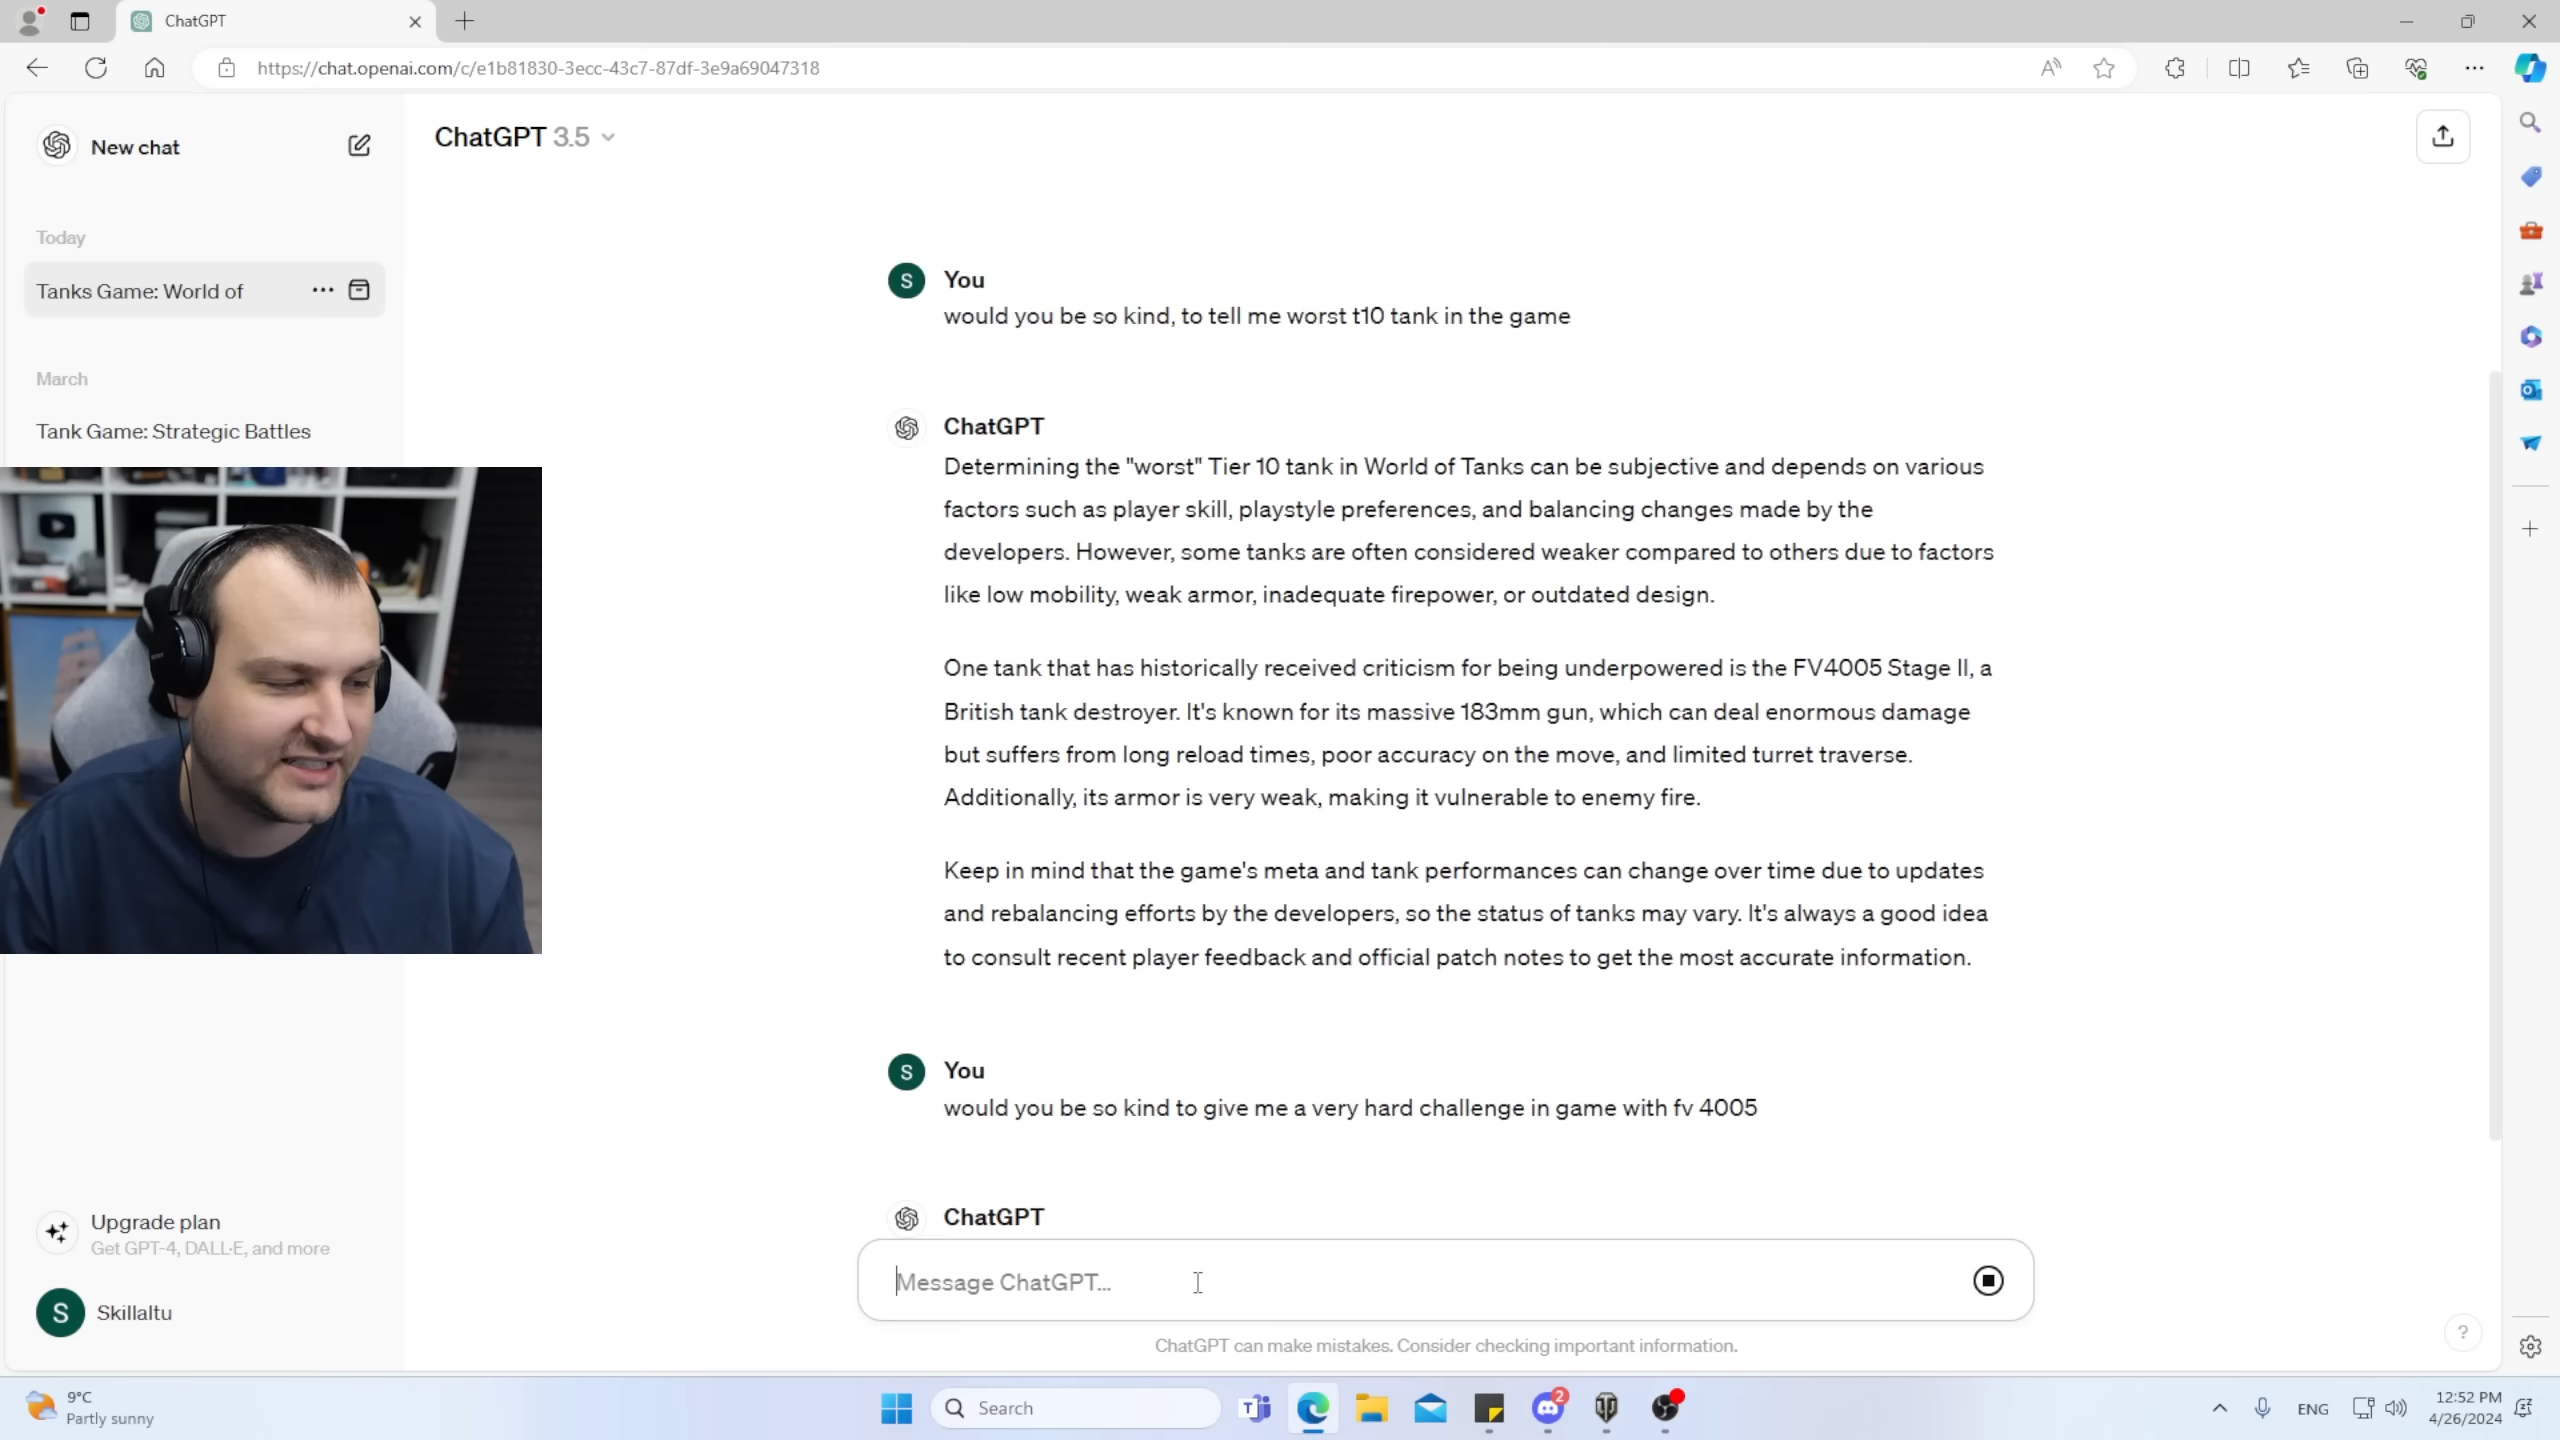 ChatGPT
https://chat.openai.com/c/e1b81830-3ecc-43c7-87df-3e9a69047318
New chat
Today
Tanks Game: World of
March
Tank Game: Strategic Battles
Upgrade plan
Get GPT-4, DALL·E, and more
S
Skillaltu
ChatGPT 3.5
S
You
would you be so kind, to tell me worst t10 tank in the game
ChatGPT
Determining the "worst" Tier 10 tank in World of Tanks can be subjective and depends on various
factors such as player skill, playstyle preferences, and balancing changes made by the
developers. However, some tanks are often considered weaker compared to others due to factors
like low mobility, weak armor, inadequate firepower, or outdated design.
One tank that has historically received criticism for being underpowered is the FV4005 Stage II, a
British tank destroyer. It's known for its massive 183mm gun, which can deal enormous damage
but suffers from long reload times, poor accuracy on the move, and limited turret traverse.
Additionally, its armor is very weak, making it vulnerable to enemy fire.
Keep in mind that the game's meta and tank performances can change over time due to updates
and rebalancing efforts by the developers, so the status of tanks may vary. It's always a good idea
to consult recent player feedback and official patch notes to get the most accurate information.
S
You
would you be so kind to give me a very hard challenge in game with fv 4005
ChatGPT
Message ChatGPT...
ChatGPT can make mistakes. Consider checking important information.
?
9°C
Partly sunny
Search
2
ENG
12:52 PM
4/26/2024